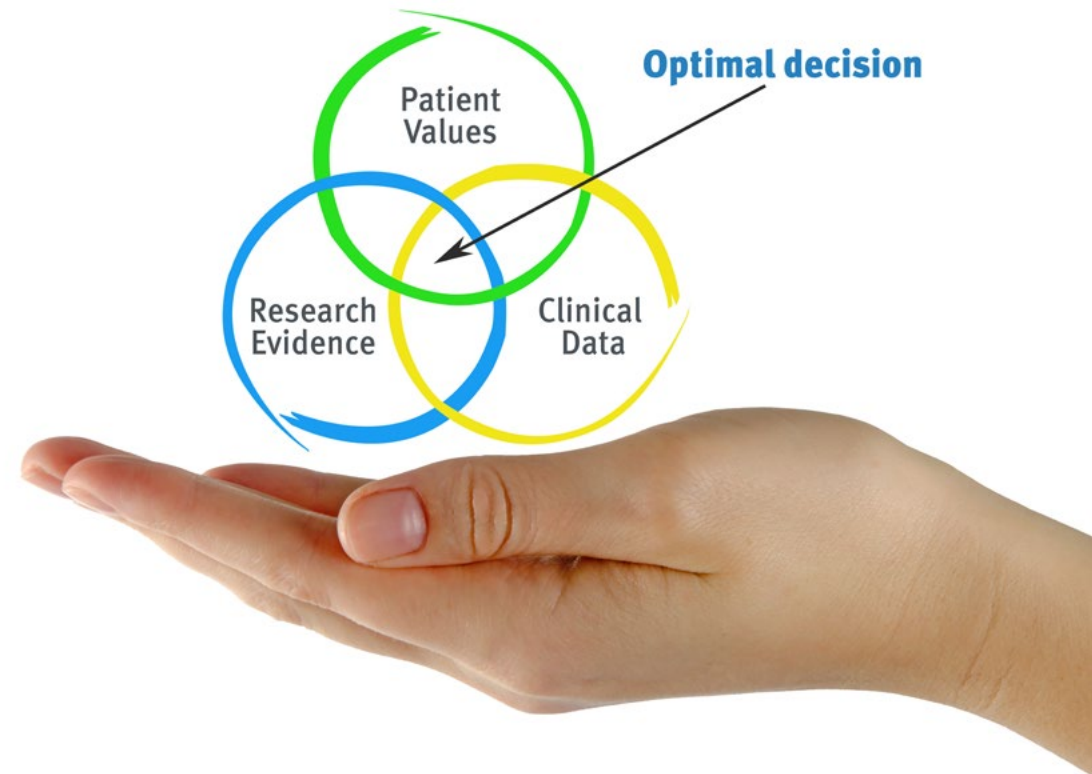 Optimal decision
Patient
Values
Research
Evidence
Clinical
Data